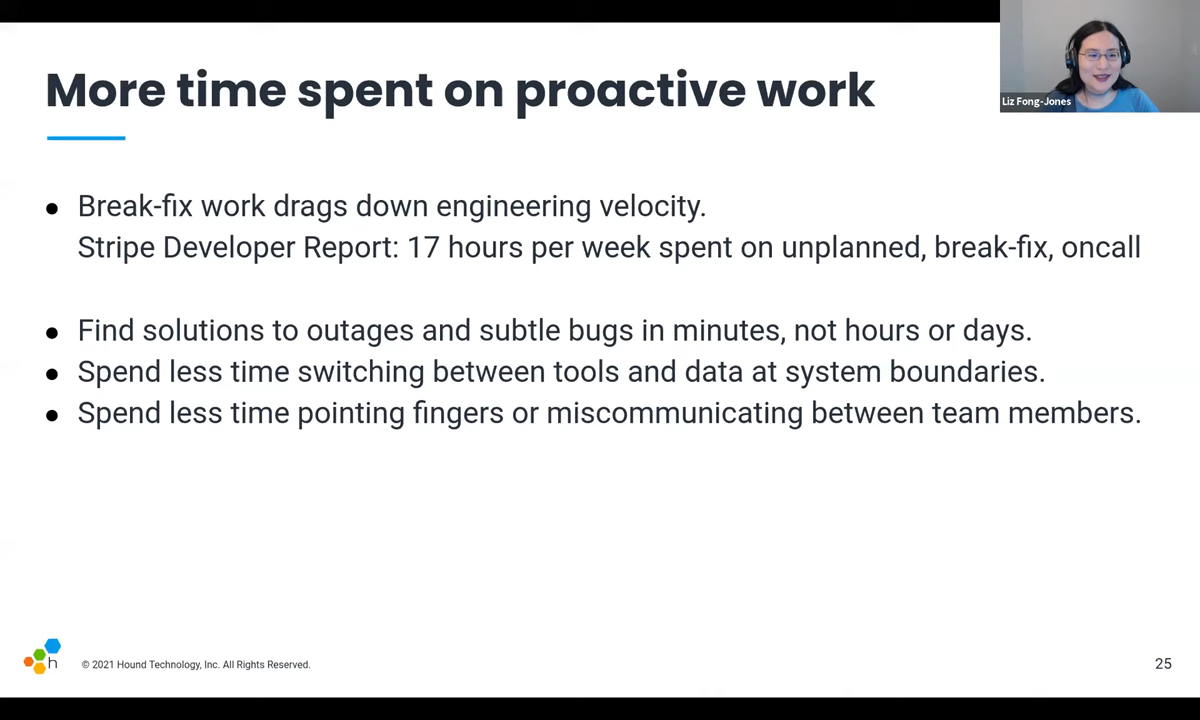 More time spent on proactive work
Liz Fong-Jones
● Break-fix work drags down engineering velocity.
Stripe Developer Report: 17 hours per week spent on unplanned, break-fix, oncall
● Find solutions to outages and subtle bugs in minutes, not hours or days.
● Spend less time switching between tools and data at system boundaries.
● Spend less time pointing fingers or miscommunicating between team members.
h
© 2021 Hound Technology, Inc. All Rights Reserved.
25